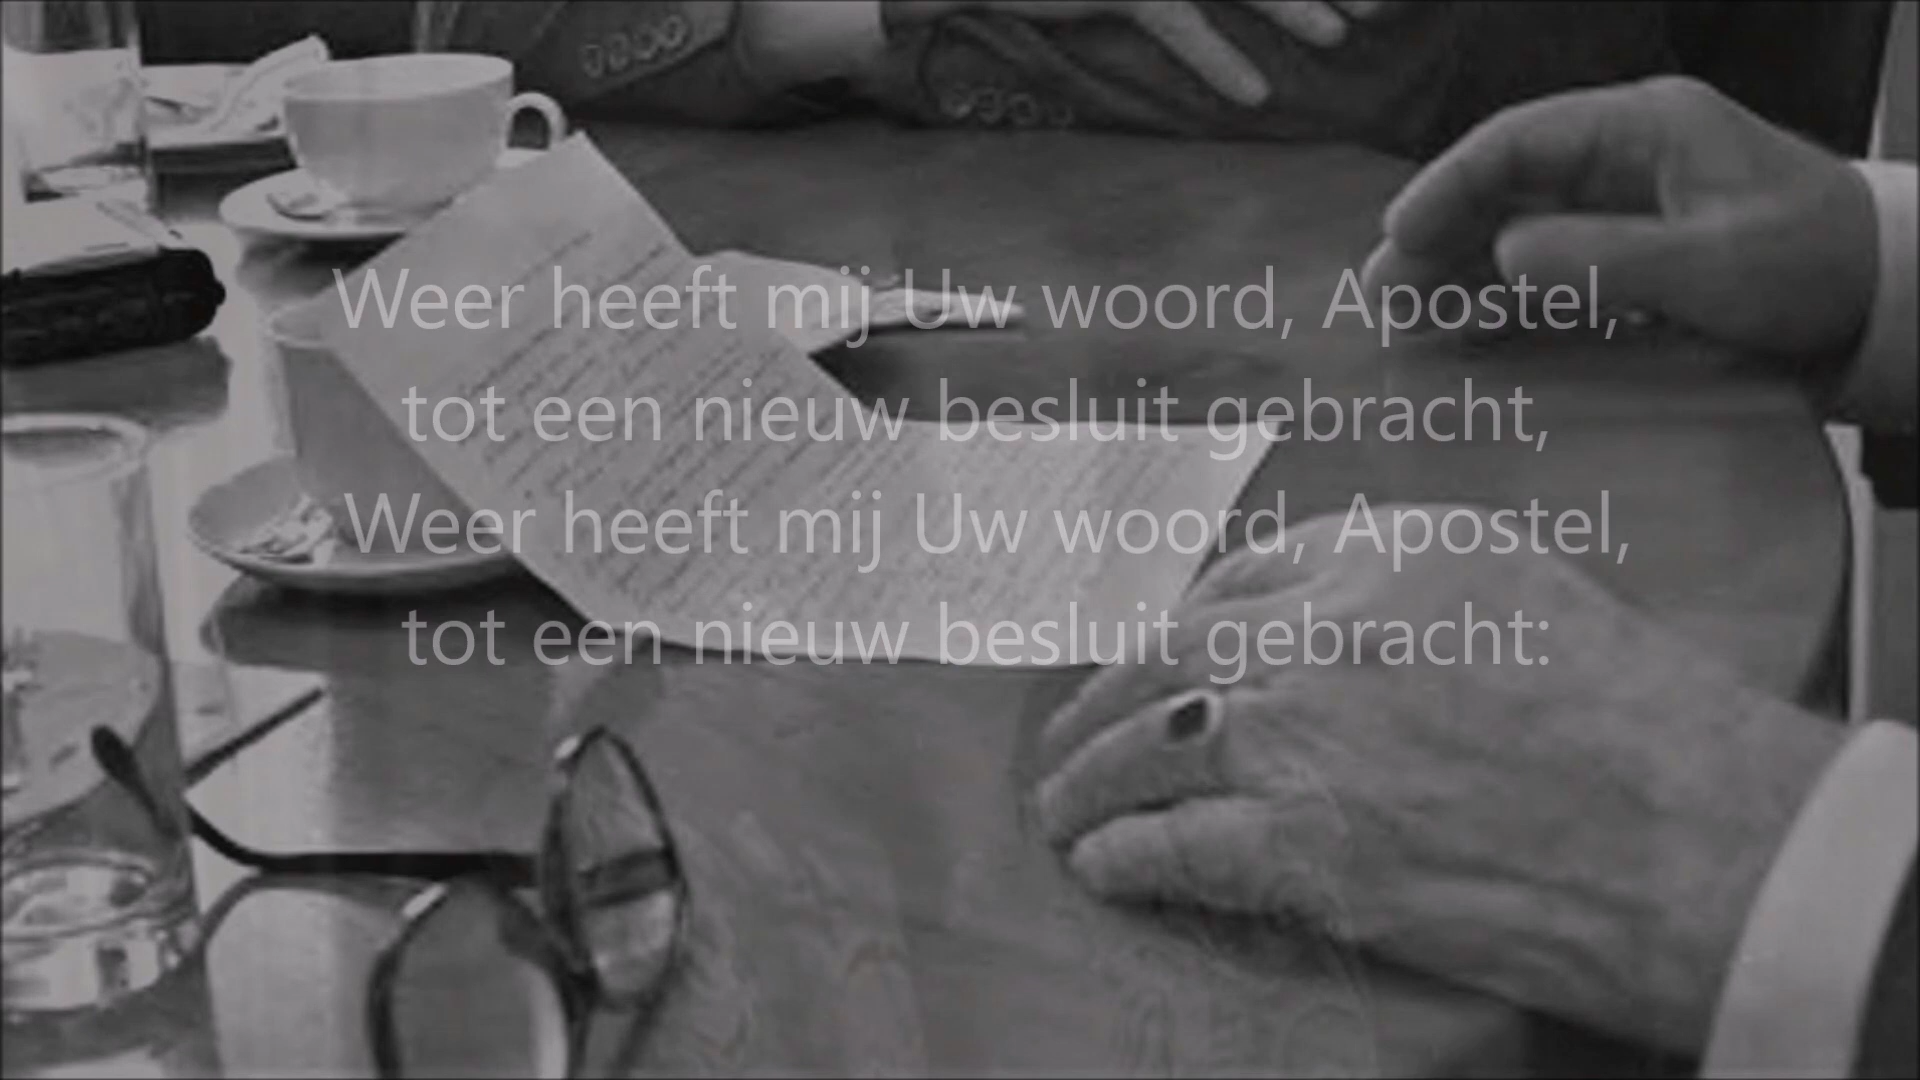 Weer heeft mij Uw woord, Apostel,
tot een nieuw besluit gebracht,
Weer heeft mij Uw woord, Apostel,
tot een nieuw besluit gebracht: